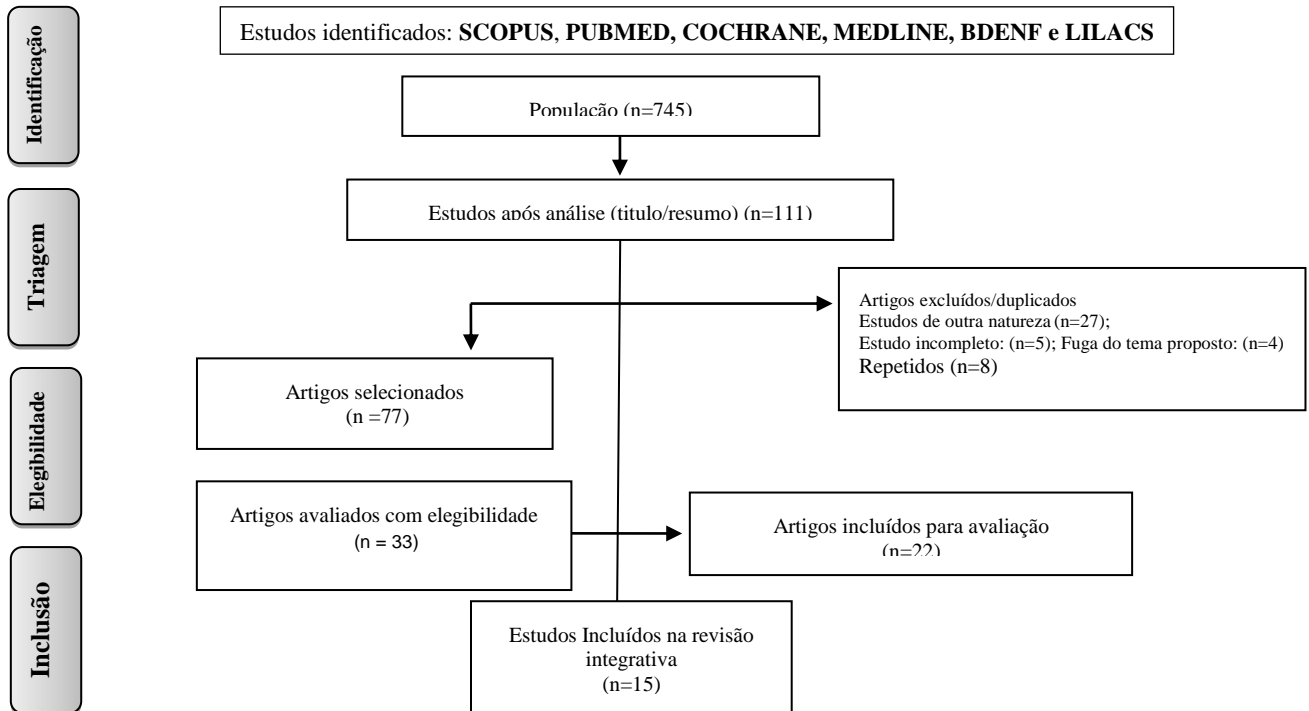 Identificação
Estudos identificados: SCOPUS, PUBMED, COCHRANE, MEDLINE, BDENF e LILACS
População (n=745)
Triagem
Estudos após análise (titulo/resumo) (n=111)
Artigos excluídos/duplicados
Estudos de outra natureza (n=27);
Estudo incompleto: (n=5); Fuga do tema proposto: (n=4)
Repetidos (n=8)
Artigos selecionados
(n =77)
Elegibilidade
Artigos avaliados com elegibilidade
(n = 33)
Artigos incluídos para avaliação
(n=22)
Inclusão
Estudos Incluídos na revisão
integrativa
(n=15)